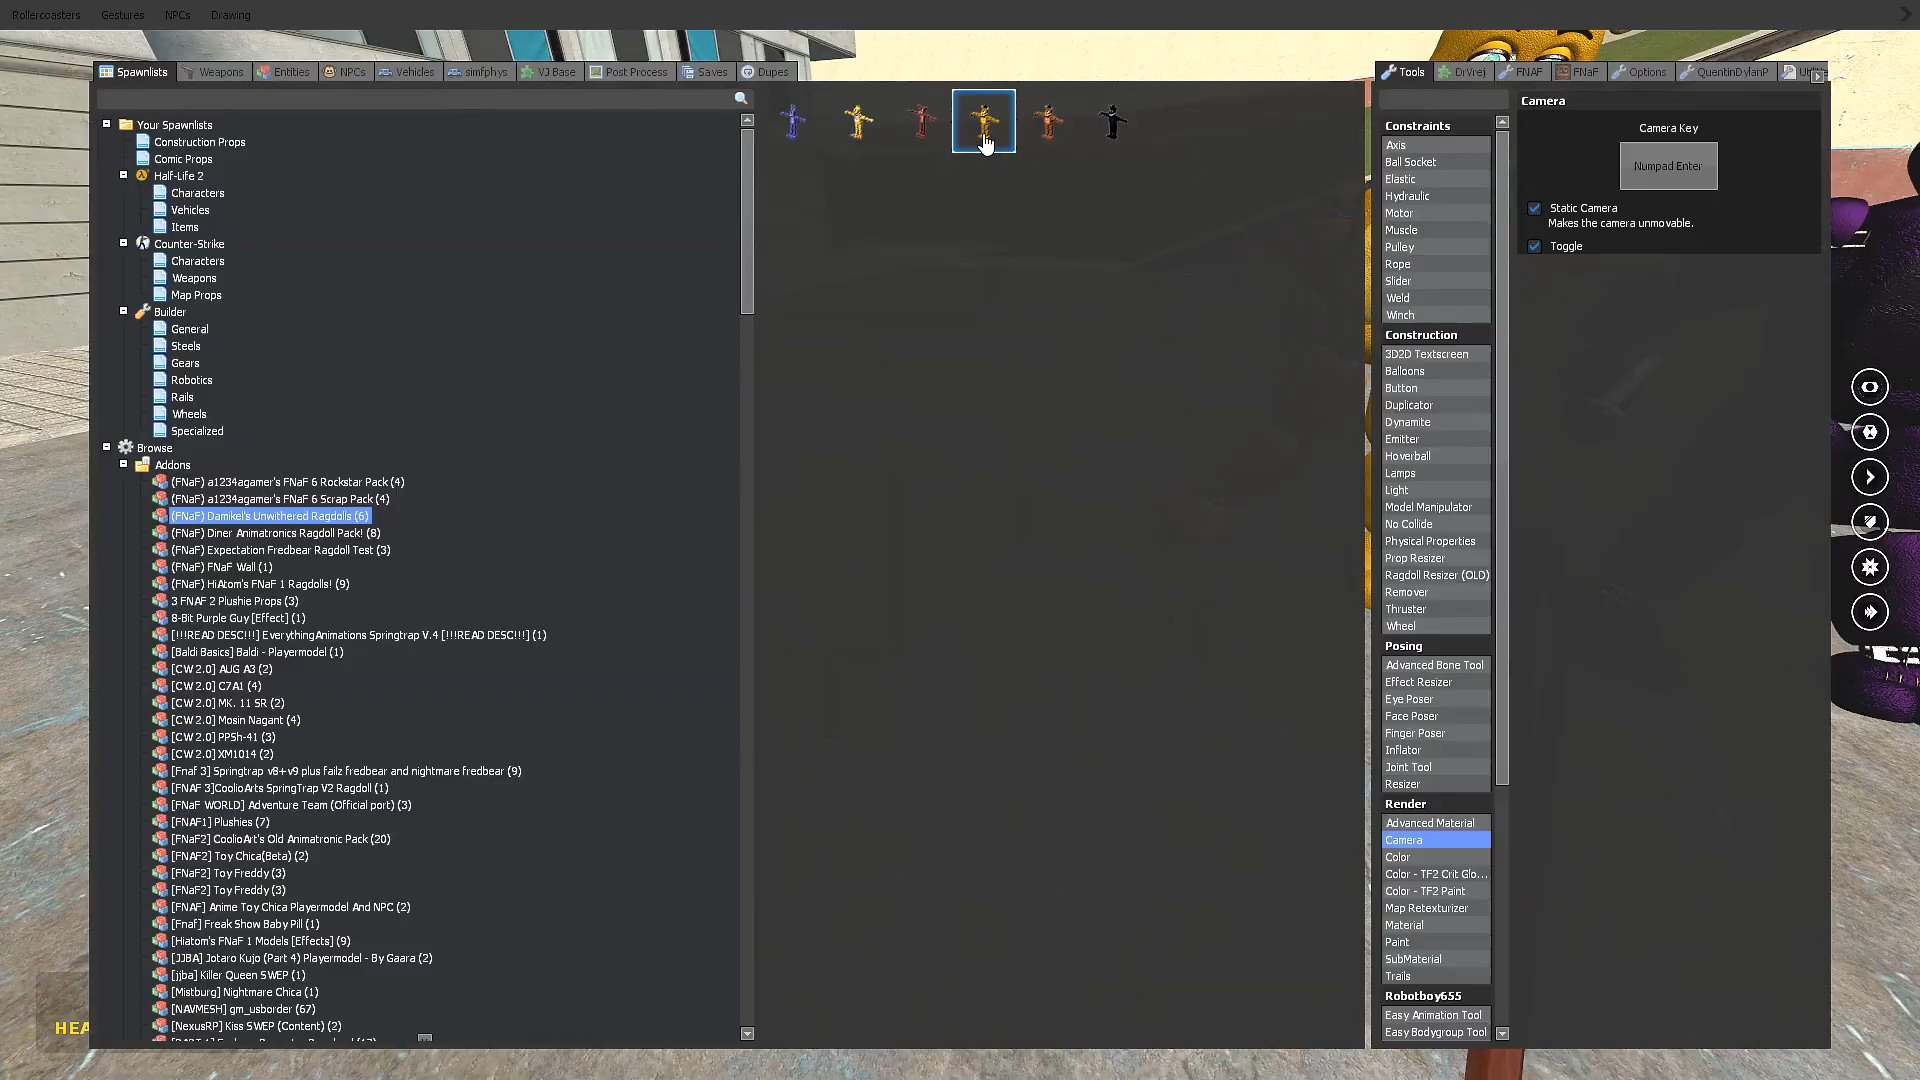 Rollercoasters Gestures NPCs Drawing
Spawnlists Weapons Entities NPCs Vehicles simfphys VJ Base Post Process Saves Dupes
Your Spawnlists
Construction Props
Comic Props
Half-Life 2
Characters
Vehicles
Items
Counter-Strike
Characters
Weapons
Map Props
Builder
General
Steels
Gears
Robotics
Rails
Wheels
Specialized
Browse
Addons
(FNaF) a1234agamer's FNaF 6 Rockstar Pack (4)
(FNaF) a1234agamer's FNaF 6 Scrap Pack (4)
(FNaF) Damikel's Unwithered Ragdolls (6)
(FNaF) Diner Animatronics Ragdoll Pack! (8)
(FNaF) Expectation Fredbear Ragdoll Test (3)
(FNaF) FNaF Wall (1)
(FNaF) HiAtom's FNaF 1 Ragdolls! (9)
3 FNAF 2 Plushie Props (3)
8-Bit Purple Guy [Effect] (1)
[!!!READ DESC!!!] EverythingAnimations Springtrap V.4 [!!!READ DESC!!!] (1)
[Baldi Basics] Baldi - Playermodel (1)
[CW 2.0] AUG A3 (2)
[CW 2.0] C7A1 (4)
[CW 2.0] MK. 11 SR (2)
[CW 2.0] Mosin Nagant (4)
[CW 2.0] PPSh-41 (3)
[CW 2.0] XM1014 (2)
[Fnaf 3] Springtrap v8+v9 plus failz fredbear and nightmare fredbear (9)
[FNAF 3]CoolioArts SpringTrap V2 Ragdoll (1)
[FNaF WORLD] Adventure Team (Official port) (3)
[FNAF1] Plushies (7)
[FNaF2] CoolioArt's Old Animatronic Pack (20)
[FNAF2] Toy Chica(Beta) (2)
[FNAF2] Toy Freddy (3)
[FNAF2] Toy Freddy (3)
[FNAF] Anime Toy Chica Playermodel And NPC (2)
[Fnaf] Freak Show Baby Pill (1)
[Hiatom's FNaF 1 Models [Effects] (9)
[JJBA] Jotaro Kujo (Part 4) Playermodel - By Gaara (2)
[jjba] Killer Queen SWEP (1)
[Mistburg] Nightmare Chica (1)
[NAVMESH] gm_usborder (67)
[NexusRP] Kiss SWEP (Content) (2)
HEA
Tools DrVrej FNAF FNaF Options QuentinDylanP
Constraints
Axis
Ball Socket
Elastic
Hydraulic
Motor
Muscle
Pulley
Rope
Slider
Weld
Winch
Construction
3D2D Textscreen
Balloons
Button
Duplicator
Dynamite
Emitter
Hoverball
Lamps
Light
Model Manipulator
No Collide
Physical Properties
Prop Resizer
Ragdoll Resizer (OLD)
Remover
Thruster
Wheel
Posing
Advanced Bone Tool
Effect Resizer
Eye Poser
Face Poser
Finger Poser
Inflator
Joint Tool
Resizer
Render
Advanced Material
Camera
Color
Color - TF2 Crit Glo...
Color - TF2 Paint
Map Retexturizer
Material
Paint
SubMaterial
Trails
Robotboy655
Easy Animation Tool
Easy Bodygroup Tool
Camera
Camera Key
Numpad Enter
Static Camera
Makes the camera unmovable.
Toggle